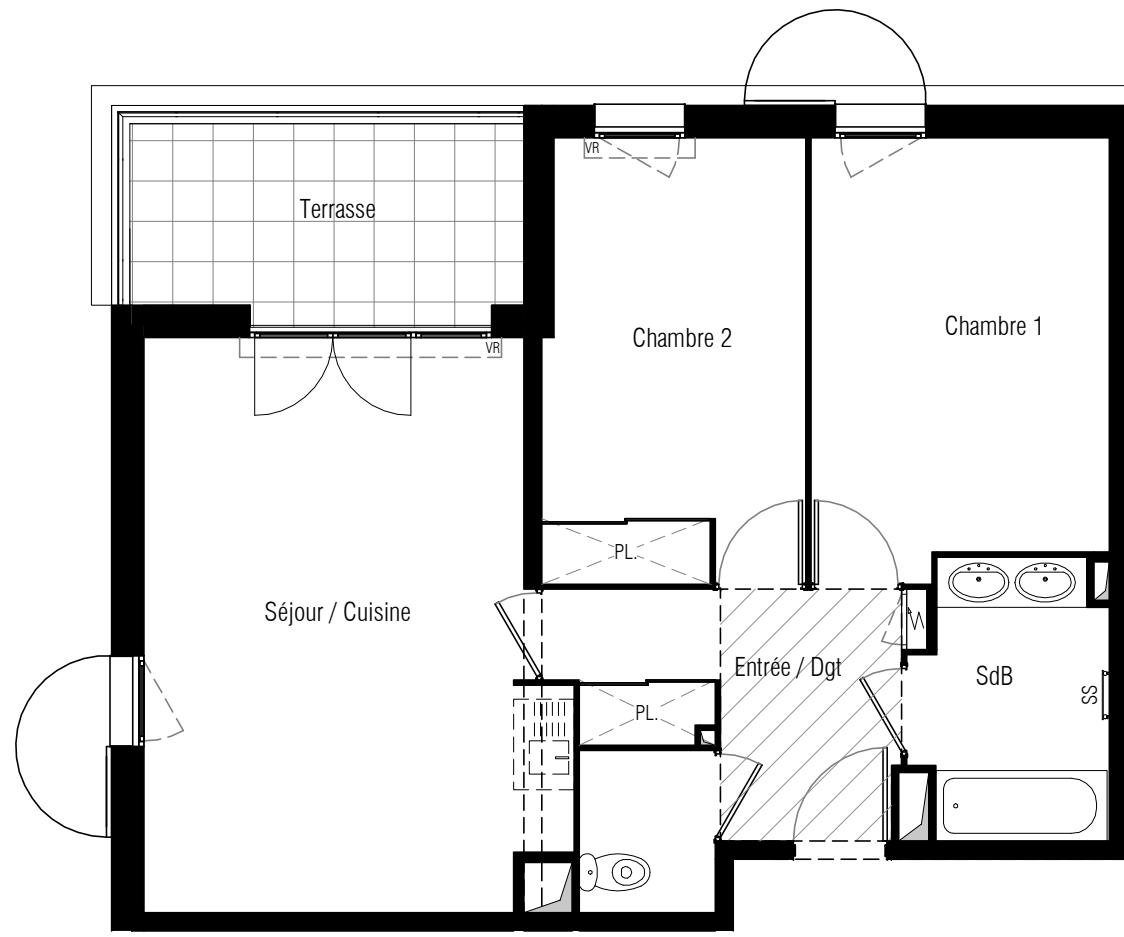 VR
Terrasse
Chambre 1
Chambre 2
VR
PL.
Séjour / Cuisine
Entrée / Dgt
SdB
SS
PL.